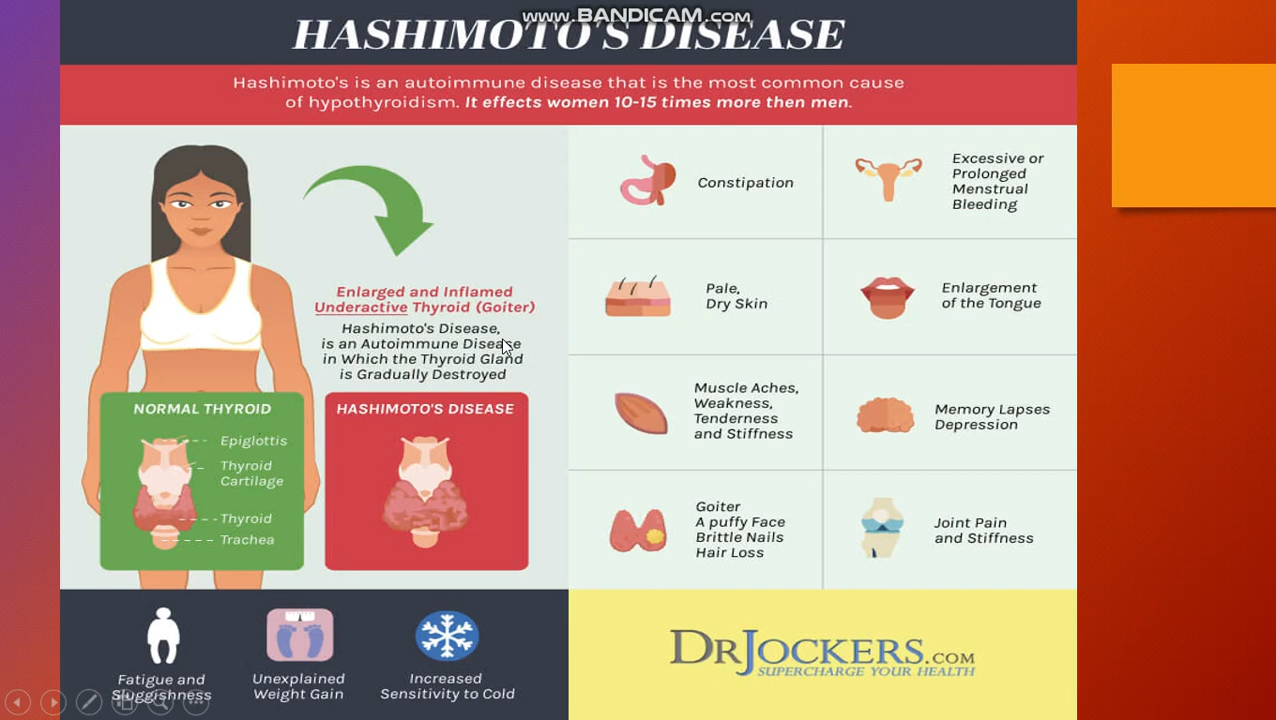 www.BANDICAM.com
HASHIMOTO'S DISEASE
Hashimoto's is an autoimmune disease that is the most common cause
of hypothyroidism. It effects women 10-15 times more then men.
Enlarged and Inflamed
Underactive Thyroid (Goiter)
Hashimoto's Disease,
is an Autoimmune Disease
in Which the Thyroid Gland
is Gradually Destroyed
NORMAL THYROID
Epiglottis
Thyroid
Cartilage
Thyroid
Trachea
HASHIMOTO'S DISEASE
Constipation
Excessive or
Prolonged
Menstrual
Bleeding
Pale,
Dry Skin
Enlargement
of the Tongue
Muscle Aches,
Weakness,
Tenderness
and Stiffness
Memory Lapses
Depression
Goiter
A puffy Face
Brittle Nails
Hair Loss
Joint Pain
and Stiffness
Fatigue and
Sluggishness
Unexplained
Weight Gain
Increased
Sensitivity to Cold
DRJOCKERS.COM
SUPERCHARGE YOUR HEALTH